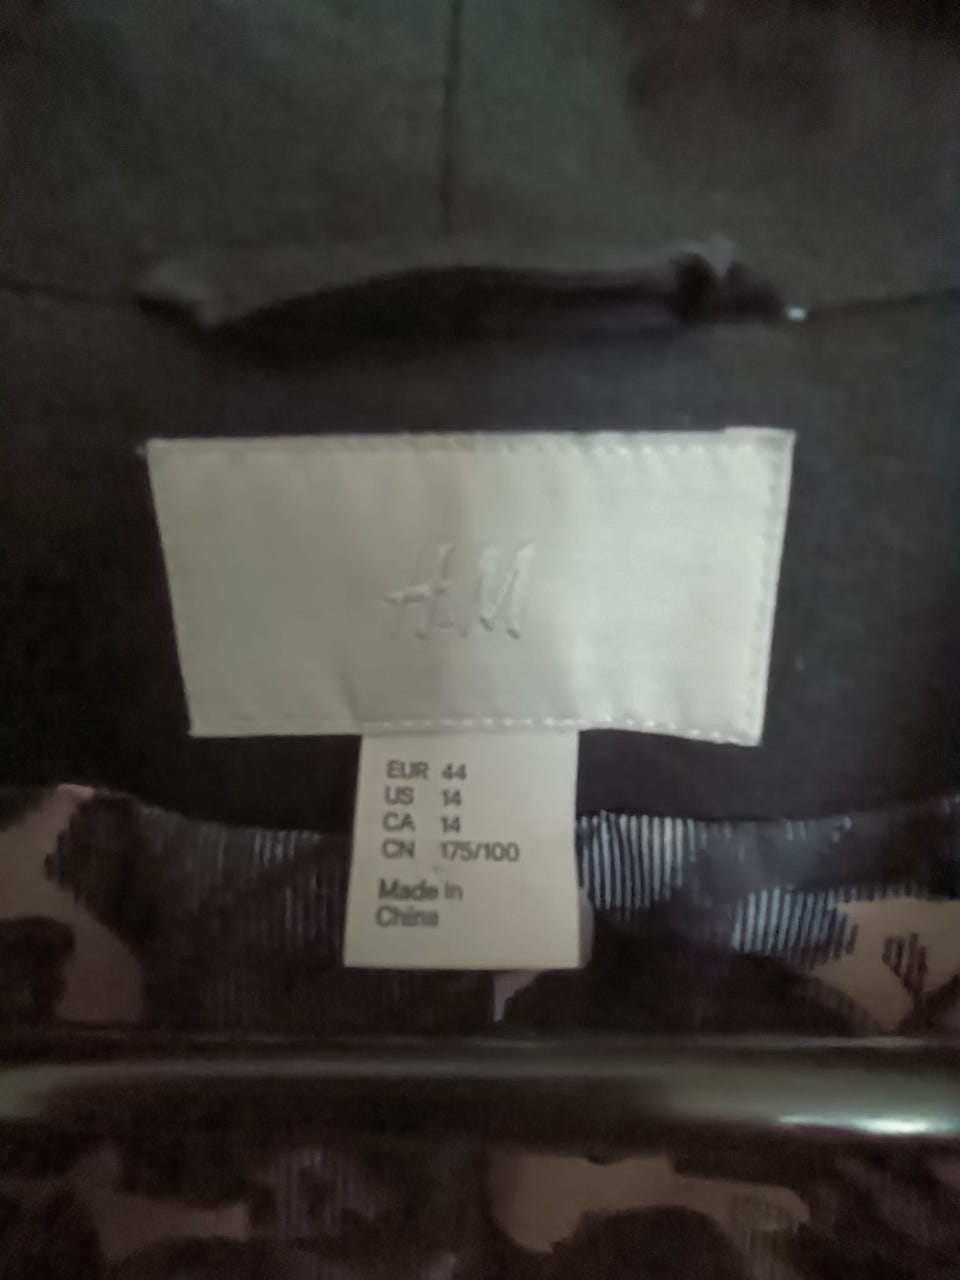 H&M
EUR 44
US 14
CA 14
CN 175/100
Made in
China